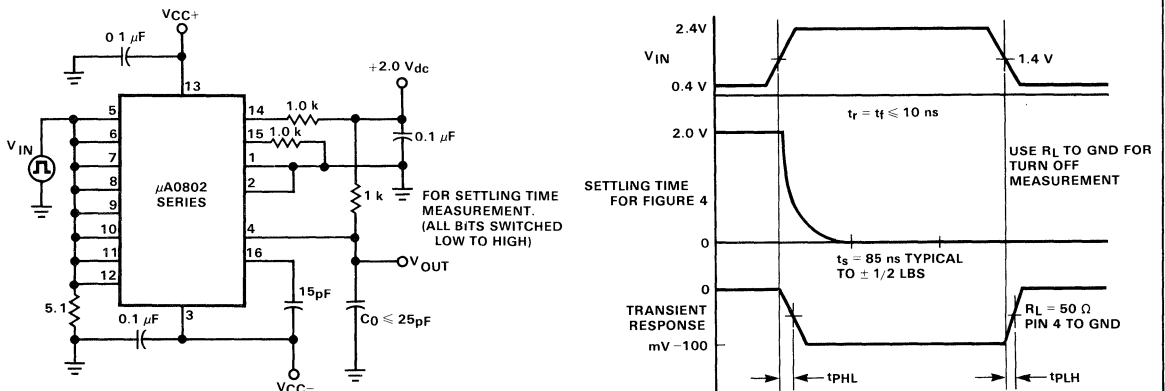 VCC+
0 1 µF
13
+2.0 Vdc
5
14
1.0 k
6
15
1.0 k
0.1 µF
VIN
7
1
8
2
µA0802
SERIES
9
1 k
FOR SETTLING TIME
MEASUREMENT.
(ALL BITS SWITCHED
LOW TO HIGH)
10
4
11
16
VOUT
12
15pF
5.1
0.1 µF
3
C0 ≤ 25pF
VCC−
2.4V
VIN
1.4 V
0.4 V
tr = tf ≤ 10 ns
2.0 V
USE RL TO GND FOR
TURN OFF
MEASUREMENT
SETTLING TIME
FOR FIGURE 4
0
ts = 85 ns TYPICAL
TO ± 1/2 LBS
0
TRANSIENT
RESPONSE
RL = 50 Ω
PIN 4 TO GND
mV −100
tPHL
tPLH